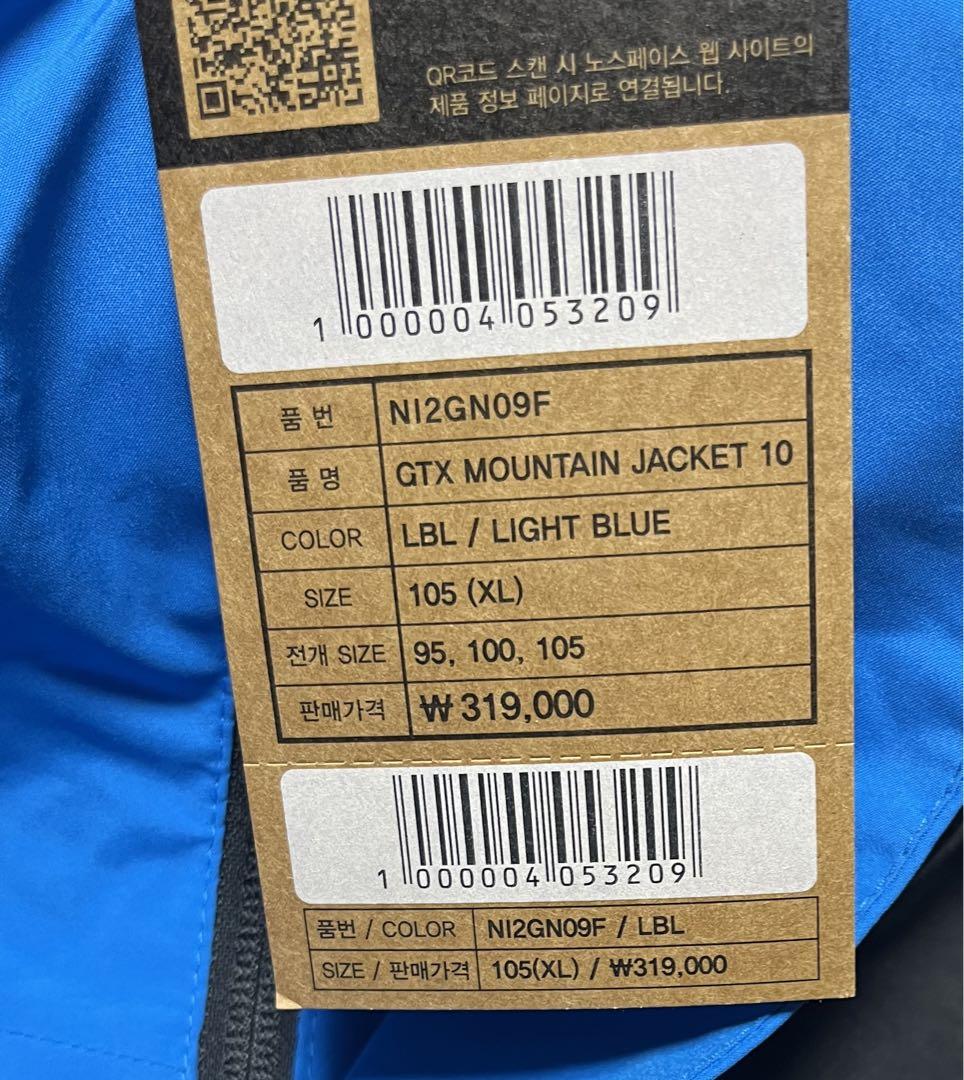 QR코드 스캔 시 노스페이스 웹 사이트의
제품 정보 페이지로 연결됩니다.
1 000004 053209
품 번 NI2GN09F
품 명 GTX MOUNTAIN JACKET 10
COLOR LBL / LIGHT BLUE
SIZE 105 (XL)
전개 SIZE 95, 100, 105
판매가격 ₩ 319,000
1 000004 053209
품번 / COLOR NI2GN09F / LBL
SIZE / 판매가격 105(XL) / ₩319,000